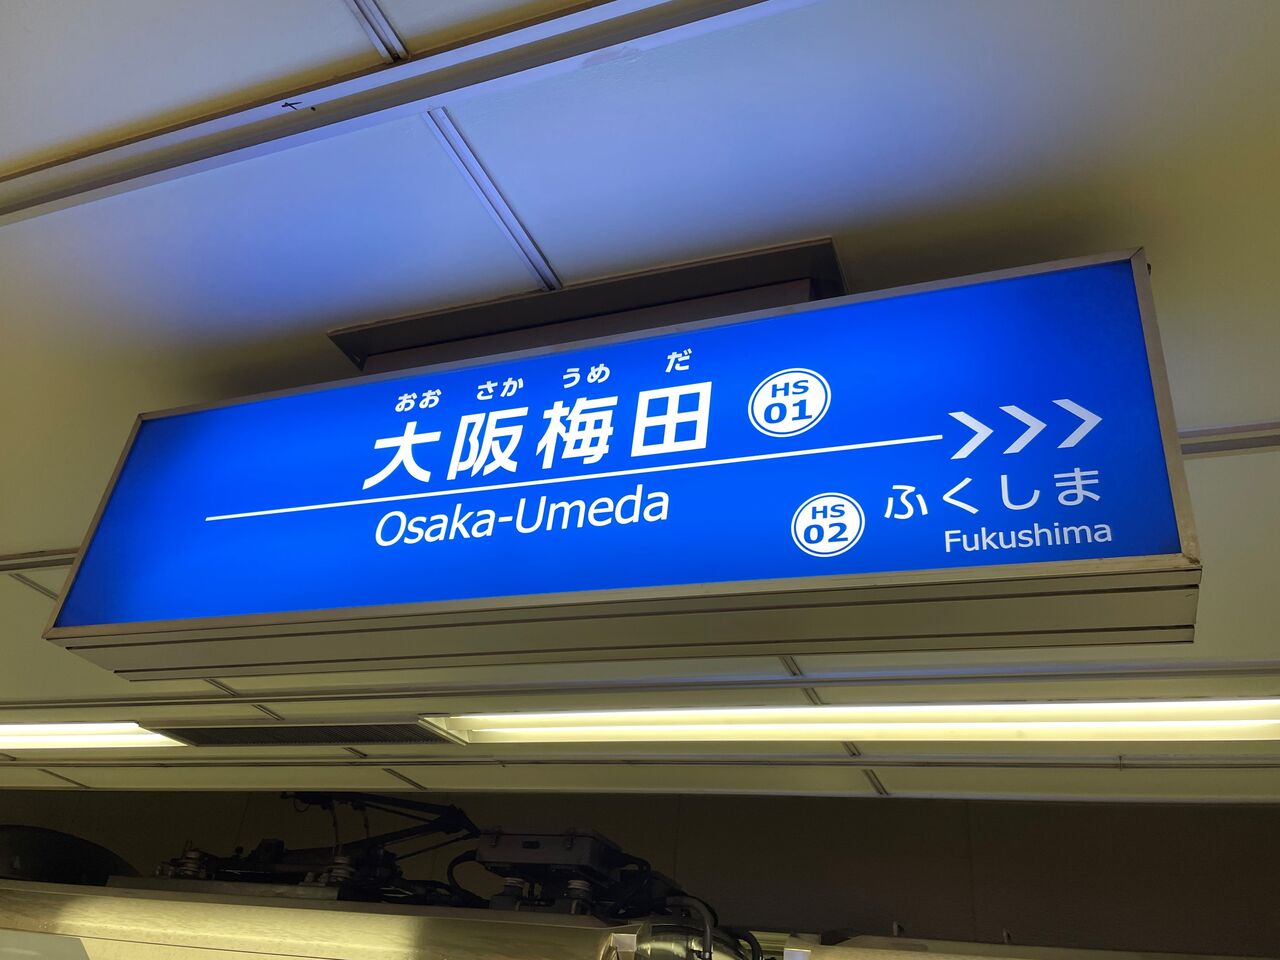 おお さか うめ だ
大阪梅田
HS
01
Osaka-Umeda
HS
02
ふくしま
Fukushima